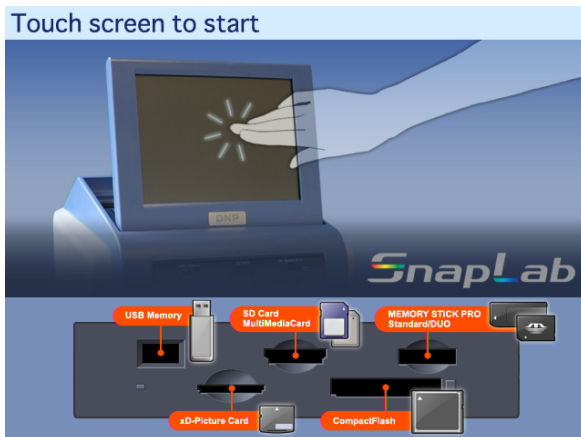 Touch screen to start
DNP
SnapLab
USB Memory
SD Card
MultiMediaCard
MEMORY STICK PRO
Standard/DUO
xD-Picture Card
CompactFlash